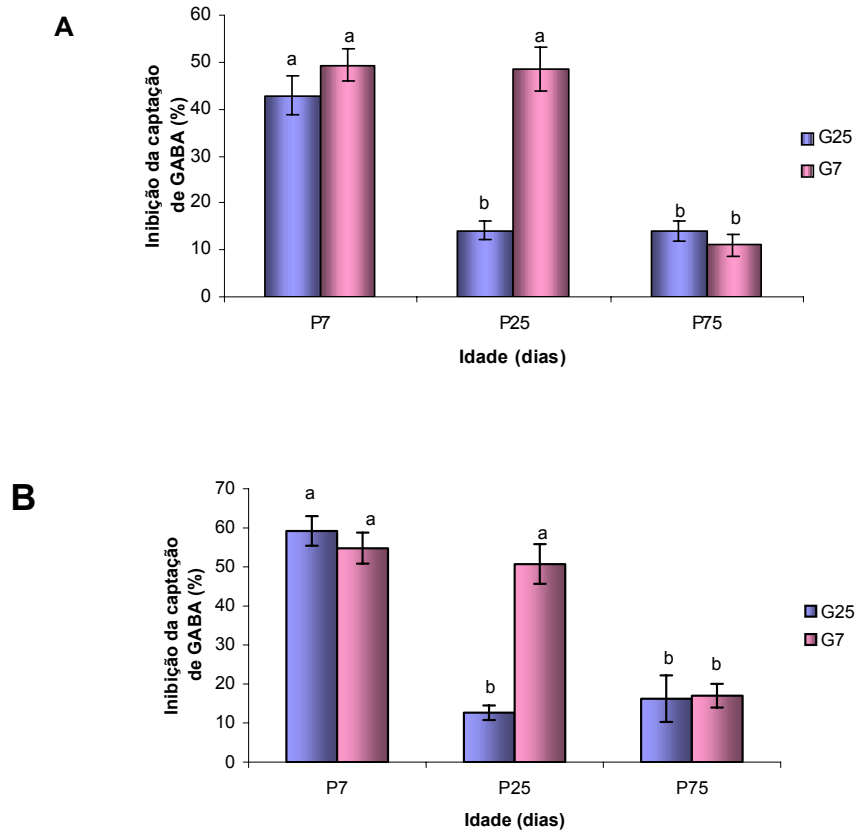 A
Inibição da captação
de GABA (%)
60
50
40
30
20
10
0
a
a
b
a
b
b
P7
P25
P75
Idade (dias)
G25
G7
B
Inibição da captação
de GABA (%)
70
60
50
40
30
20
10
0
a
a
b
a
b
b
P7
P25
P75
Idade (dias)
G25
G7